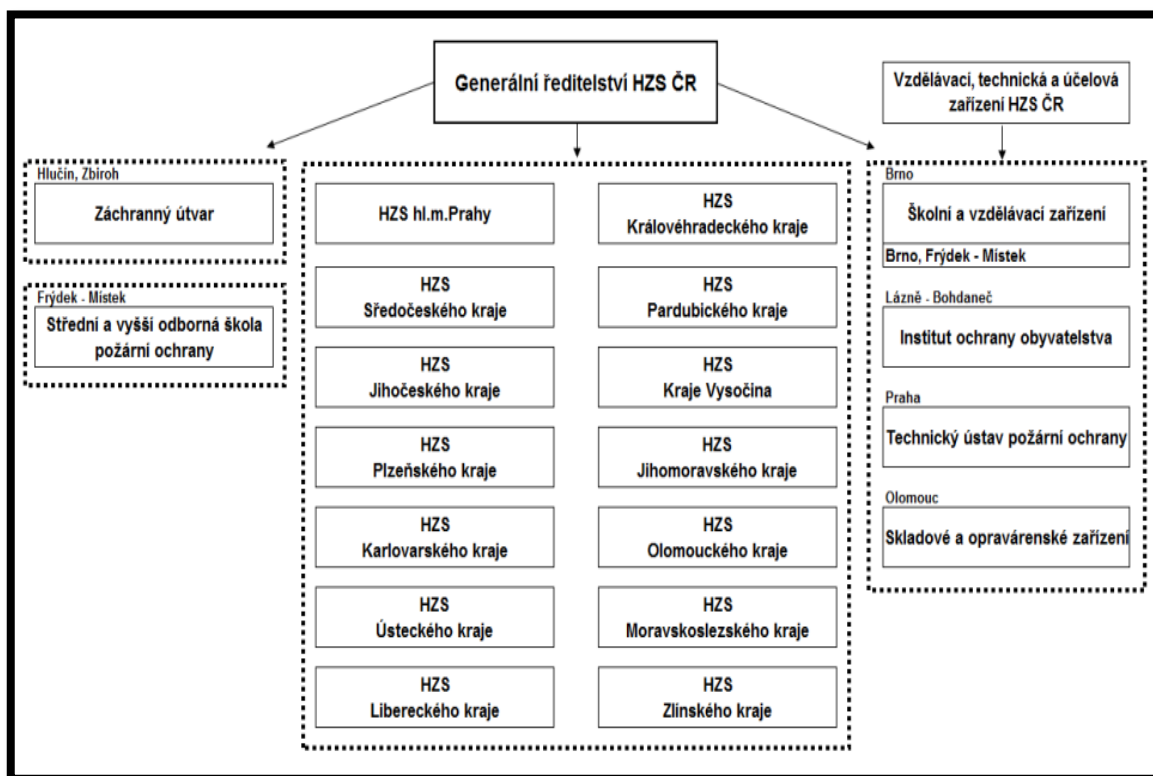 Generální ředitelství HZS ČR
Vzdělávací, technická a účelová
zařízení HZS ČR
Hlučín, Zbiroh
Záchranný útvar
Frýdek - Místek
Střední a vyšší odborná škola
požární ochrany
HZS hl.m.Prahy
HZS
Královéhradeckého kraje
HZS
Sředočeského kraje
HZS
Pardubického kraje
HZS
Jihočeského kraje
HZS
Kraje Vysočina
HZS
Plzeňského kraje
HZS
Jihomoravského kraje
HZS
Karlovarského kraje
HZS
Olomouckého kraje
HZS
Ústeckého kraje
HZS
Moravskoslezského kraje
HZS
Libereckého kraje
HZS
Zlínského kraje
Brno
Školní a vzdělávací zařízení
Brno, Frýdek - Místek
Lázně - Bohdaneč
Institut ochrany obyvatelstva
Praha
Technický ústav požární ochrany
Olomouc
Skladové a opravárenské zařízení